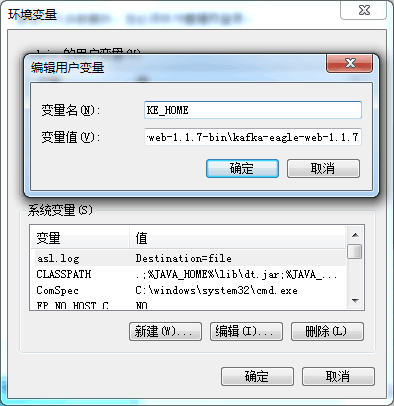 环境变量
的用户变量(U)
编辑用户变量
变量名(N):
KE_HOME
变量值(V):
web-1.1.7-bin\kafka-eagle-web-1.1.7
确定
取消
系统变量(S)
变量 值
asl.log Destination=file
CLASSPATH .;%JAVA_HOME%\lib\dt.jar;%JAVA_...
ComSpec C:\windows\system32\cmd.exe
FP_NO_HOST_C NO
新建(W)... 编辑(I)... 删除(L)
确定 取消